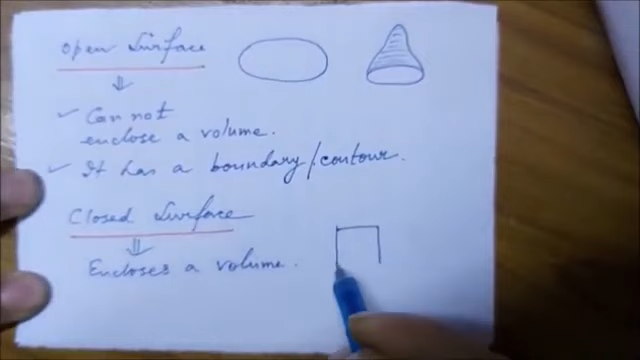 Open Surface
⇓
✓ Can not
enclose a volume.
✓ It has a boundary/contour.
Closed Surface
⇓
Encloses a volume.